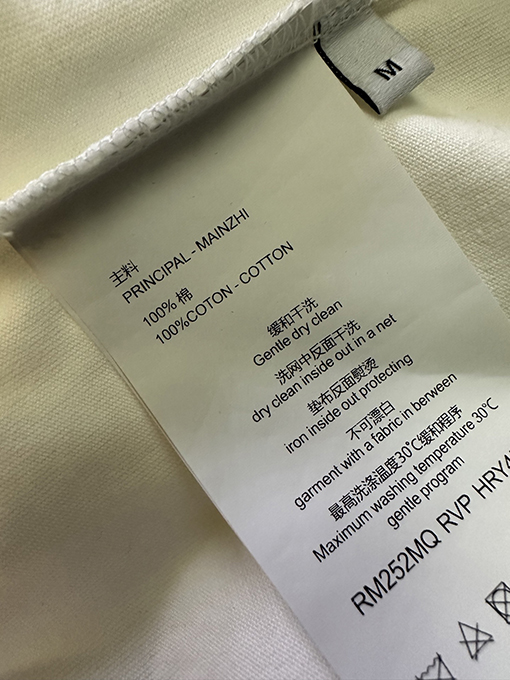 M
主料
PRINCIPAL - MAINZHI
100% 棉
100%COTON - COTTON
缓和干洗
Gentle dry clean
洗网中反面干洗
dry clean inside out in a net
垫布反面熨烫
iron inside out protecting
不可漂白
garment with a fabric in berween
最高洗涤温度30℃缓和程序
Maximum washing temperature 30℃
gentle program
RM252MQ RVP HRY4